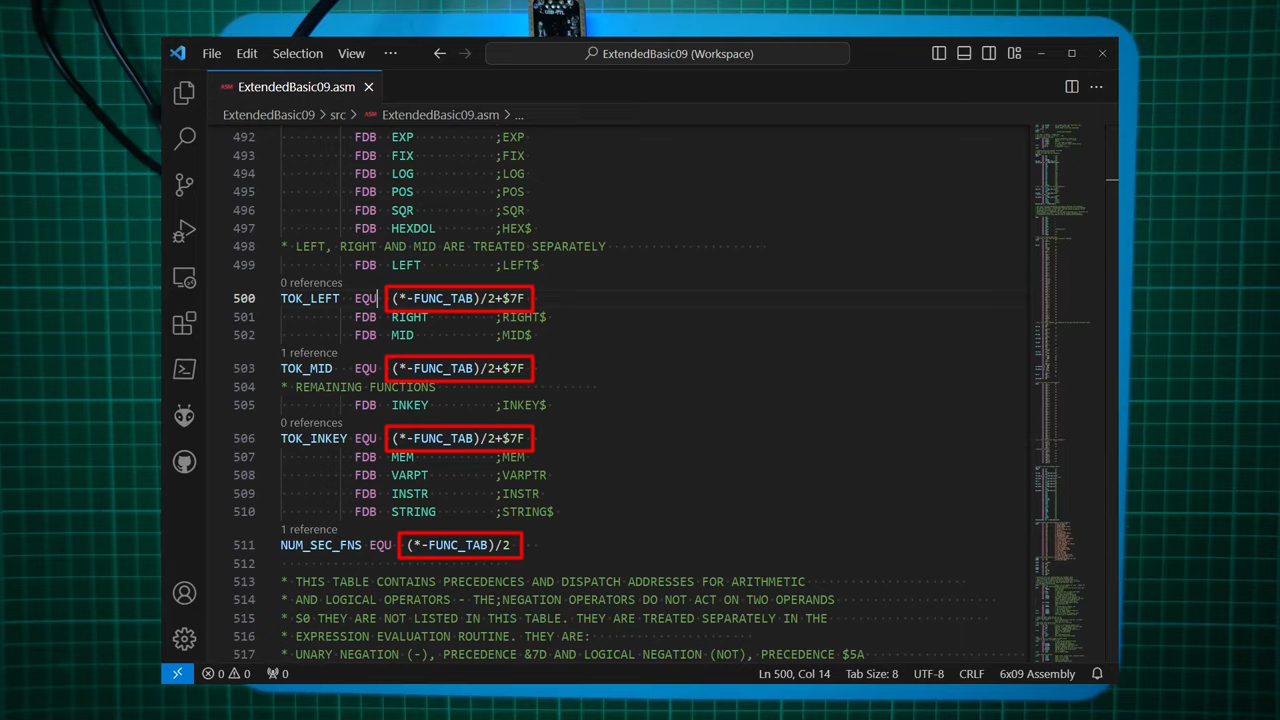 File Edit Selection View ··· ExtendedBasic09 (Workspace)
ASM ExtendedBasic09.asm
ExtendedBasic09 > src > ASM ExtendedBasic09.asm > ...
492 FDB EXP ;EXP
493 FDB FIX ;FIX
494 FDB LOG ;LOG
495 FDB POS ;POS
496 FDB SQR ;SQR
497 FDB HEXDOL ;HEX$
498 * LEFT, RIGHT AND MID ARE TREATED SEPARATELY
499 FDB LEFT ;LEFT$
0 references
500 TOK_LEFT EQU (*-FUNC_TAB)/2+$7F
501 FDB RIGHT ;RIGHT$
502 FDB MID ;MID$
1 reference
503 TOK_MID EQU (*-FUNC_TAB)/2+$7F
504 * REMAINING FUNCTIONS
505 FDB INKEY ;INKEY$
0 references
506 TOK_INKEY EQU (*-FUNC_TAB)/2+$7F
507 FDB MEM ;MEM
508 FDB VARPT ;VARPTR
509 FDB INSTR ;INSTR
510 FDB STRING ;STRING$
1 reference
511 NUM_SEC_FNS EQU (*-FUNC_TAB)/2
512
513 * THIS TABLE CONTAINS PRECEDENCES AND DISPATCH ADDRESSES FOR ARITHMETIC
514 * AND LOGICAL OPERATORS - THE;NEGATION OPERATORS DO NOT ACT ON TWO OPERANDS
515 * S0 THEY ARE NOT LISTED IN THIS TABLE. THEY ARE TREATED SEPARATELY IN THE
516 * EXPRESSION EVALUATION ROUTINE. THEY ARE:
517 * UNARY NEGTION (-), PRECEDENCE &7D AND LOGICAL NEGATION (NOT), PRECEDENCE $5A
0 0 0 Ln 500, Col 14 Tab Size: 8 UTF-8 CRLF 6x09 Assembly